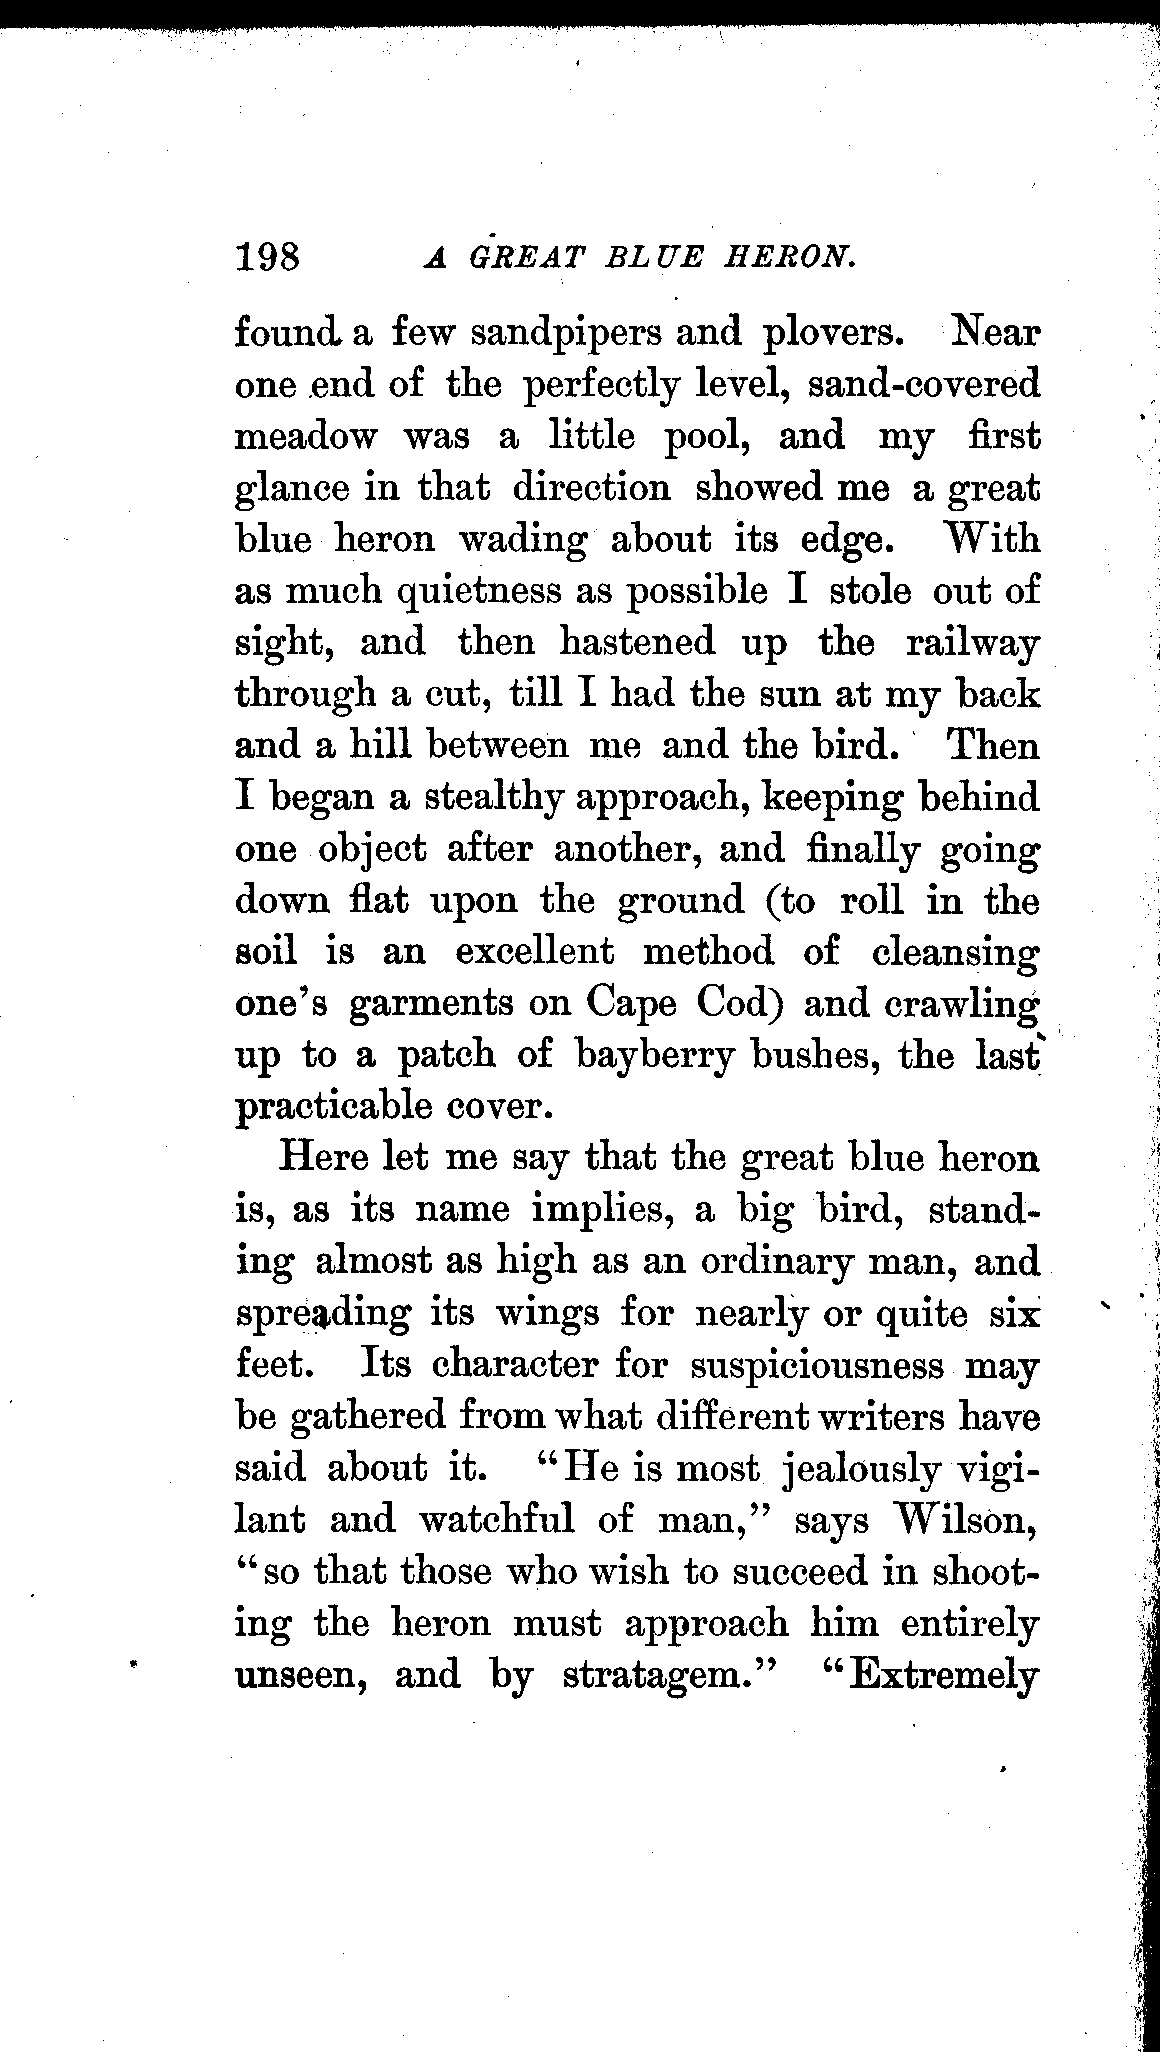 198 A GREAT BLUE HERON.
found a few sandpipers and plovers. Near
one end of the perfectly level, sand-covered
meadow was a little pool, and my first
glance in that direction showed me a great
blue heron wading about its edge. With
as much quietness as possible I stole out of
sight, and then hastened up the railway
through a cut, till I had the sun at my back
and a hill between me and the bird. Then
I began a stealthy approach, keeping behind
one object after another, and finally going
down flat upon the ground (to roll in the
soil is an excellent method of cleansing
one's garments on Cape Cod) and crawling
up to a patch of bayberry bushes, the last
practicable cover.
Here let me say that the great blue heron
is, as its name implies, a big bird, stand-
ing almost as high as an ordinary man, and
spreading its wings for nearly or quite six
feet. Its character for suspiciousness may
be gathered from what different writers have
said about it. "He is most jealously vigi-
lant and watchful of man," says Wilson,
"so that those who wish to succeed in shoot-
ing the heron must approach him entirely
unseen, and by stratagem." "Extremely